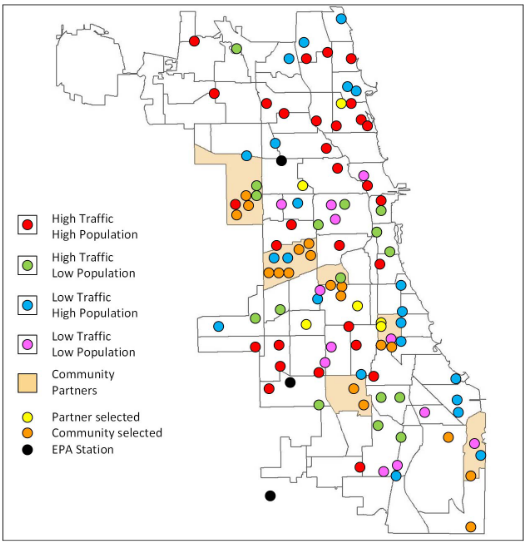 High Traffic
High Population
High Traffic
Low Population
Low Traffic
High Population
Low Traffic
Low Population
Community
Partners
Partner selected
Community selected
EPA Station